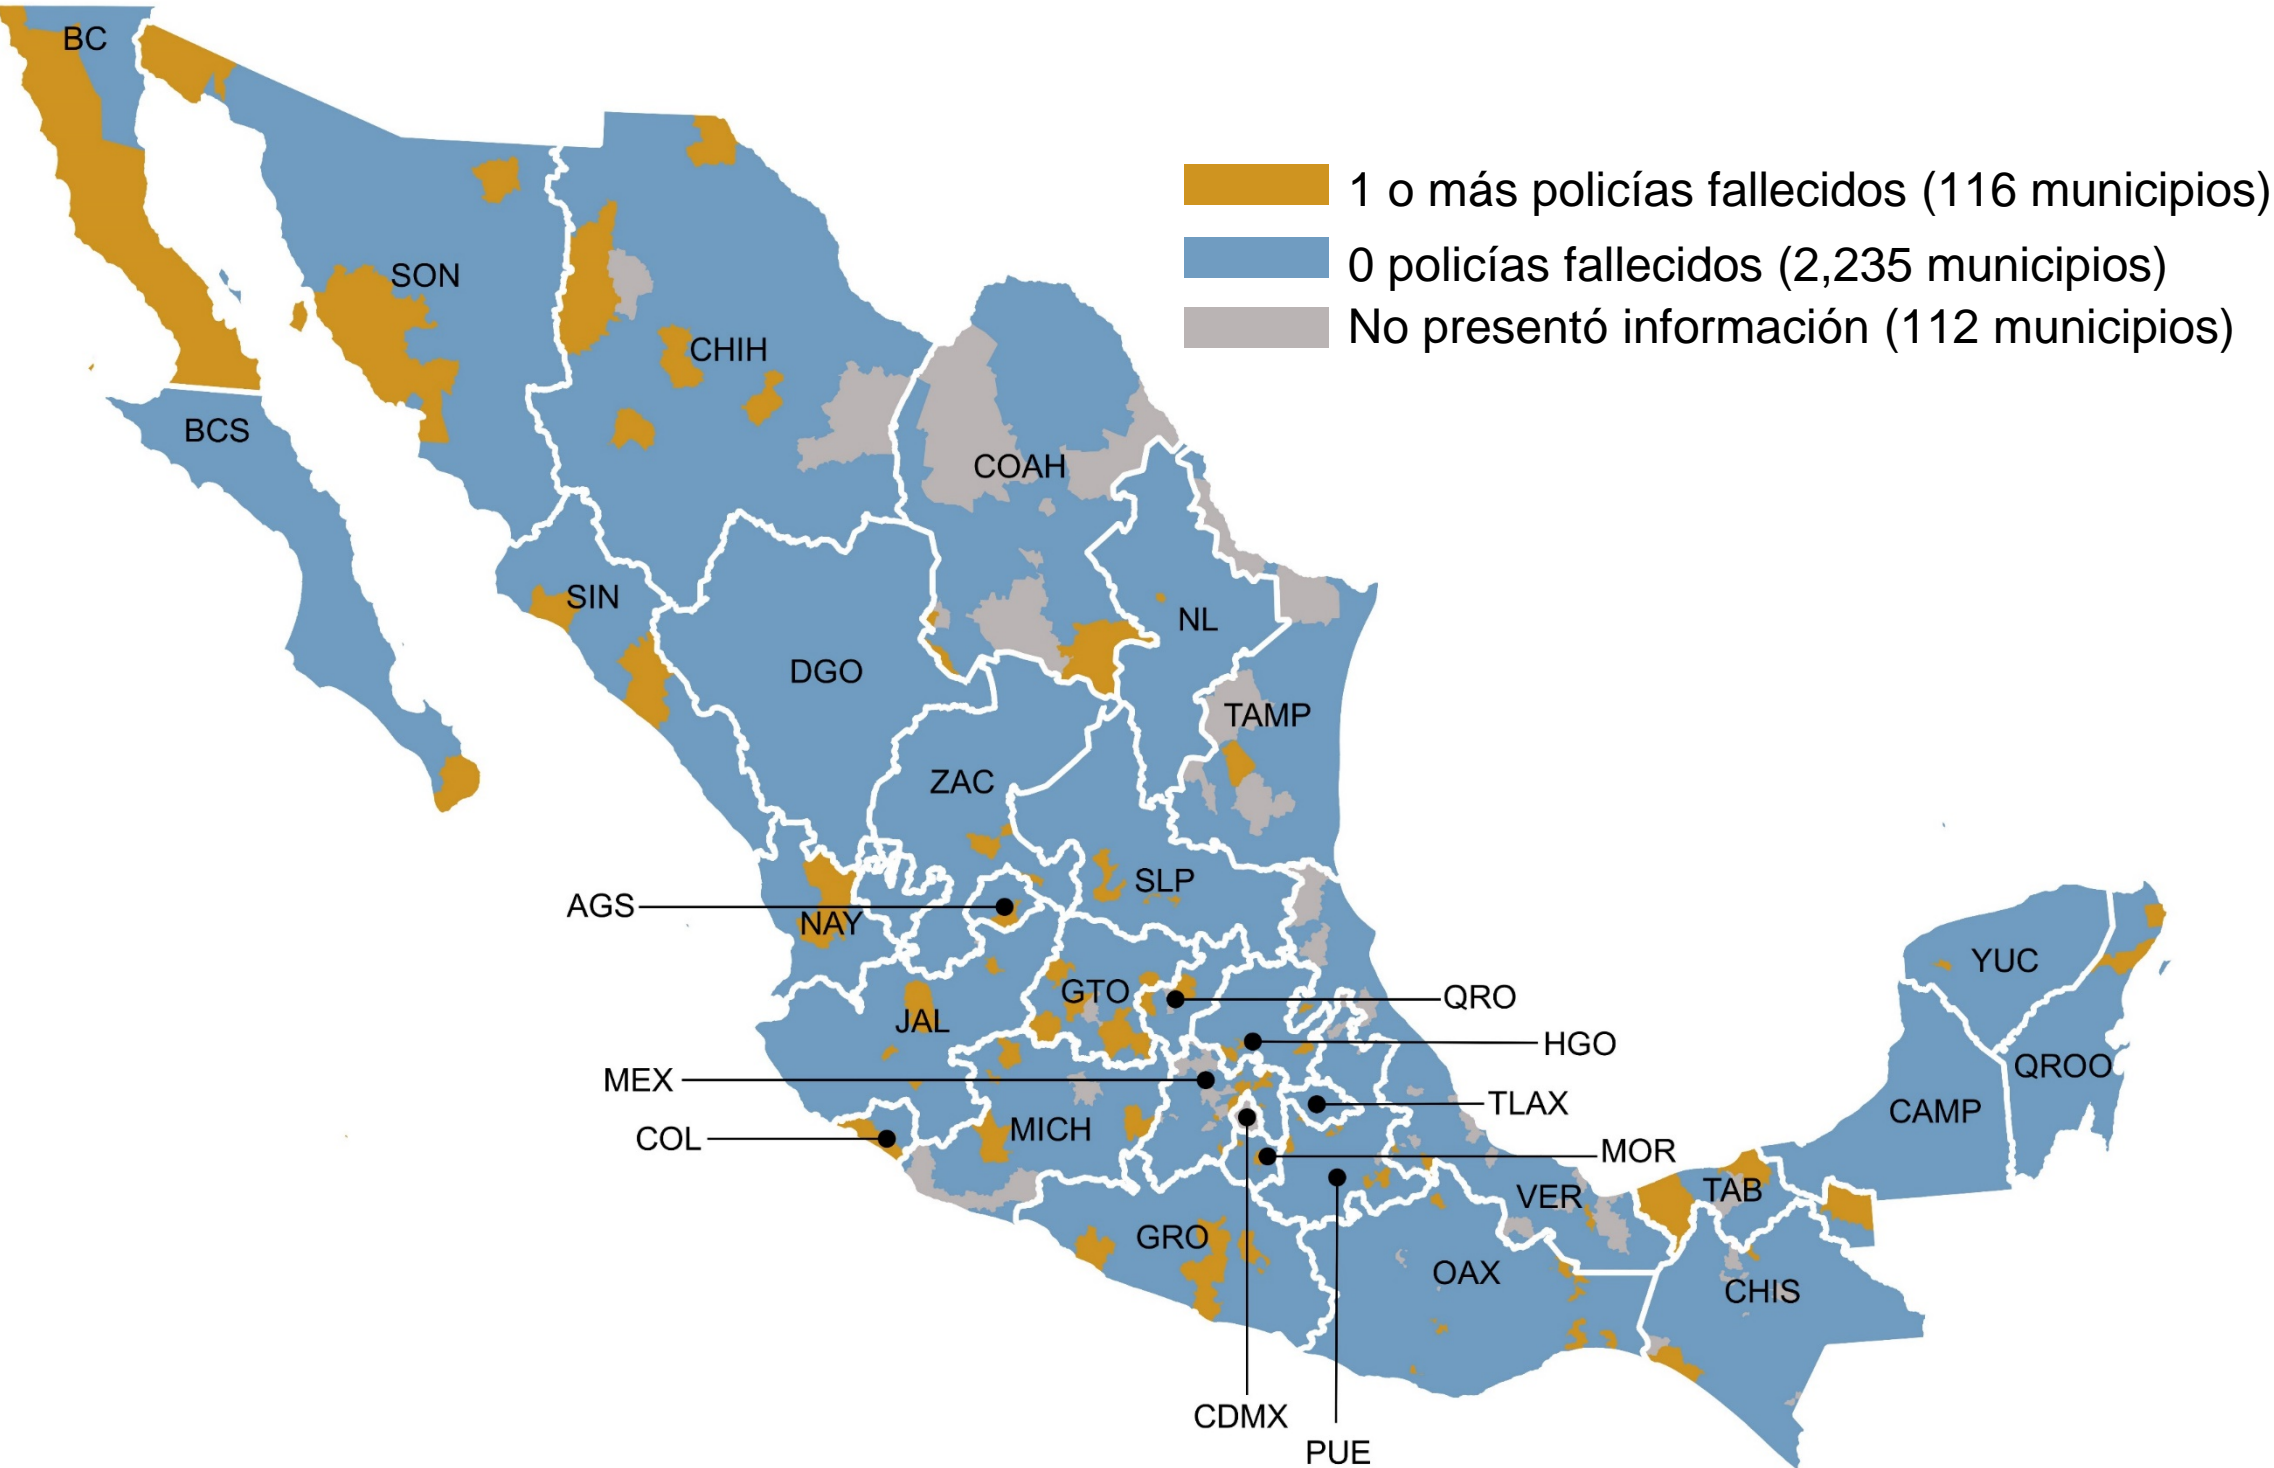 BC
1 o más policías fallecidos (116 municipios)
0 policías fallecidos (2,235 municipios)
SON
No presentó información (112 municipios)
CHIH
BCS
COAH
SIN
NL
DGO
TAMP
ZAC
SLP
AGS
NAY
YUC
GTO
QRO
JAL
HGO
QROO
MEX
TLAX
CAMP
MICH
COL
MOR
TAB
VER
GRO
OAX
CHIS
CDMX
PUE